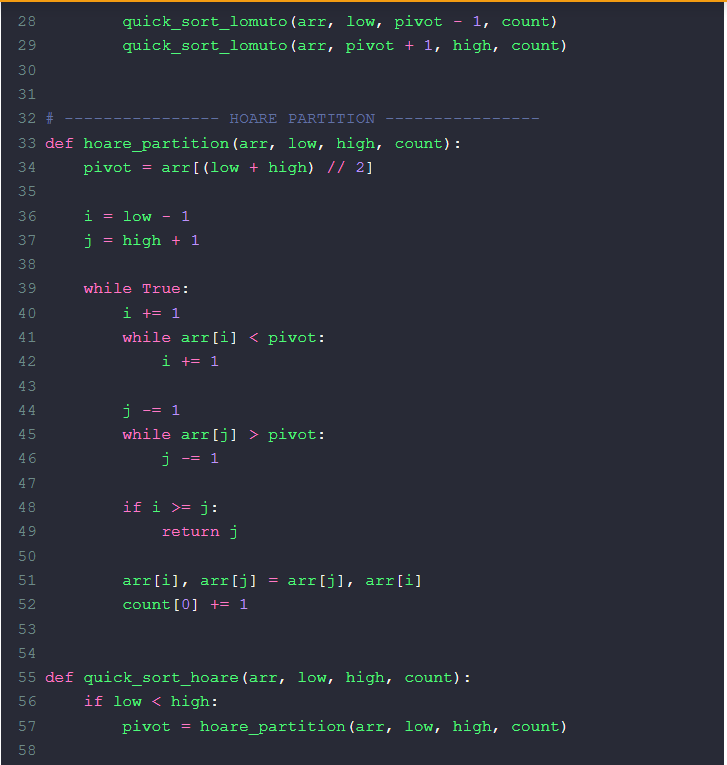 28         quick_sort_lomuto(arr, low, pivot - 1, count)
29         quick_sort_lomuto(arr, pivot + 1, high, count)
30
31
32 # ---------------- HOARE PARTITION ----------------
33 def hoare_partition(arr, low, high, count):
34     pivot = arr[(low + high) // 2]
35
36     i = low - 1
37     j = high + 1
38
39     while True:
40         i += 1
41         while arr[i] < pivot:
42             i += 1
43
44         j -= 1
45         while arr[j] > pivot:
46             j -= 1
47
48         if i >= j:
49             return j
50
51         arr[i], arr[j] = arr[j], arr[i]
52         count[0] += 1
53
54
55 def quick_sort_hoare(arr, low, high, count):
56     if low < high:
57         pivot = hoare_partition(arr, low, high, count)
58